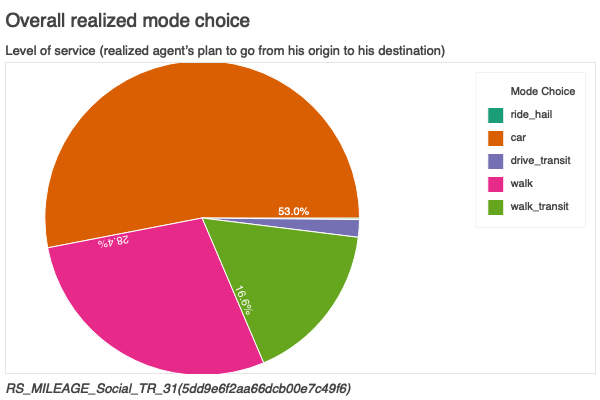 Overall realized mode choice
Level of service (realized agent's plan to go from his origin to his destination)
Mode Choice
ride_hail
car
drive_transit
walk
walk_transit
53.0%
28.4%
16.6%
RS_MILEAGE_Social_TR_31(5dd9e6f2aa66dcb00e7c49f6)